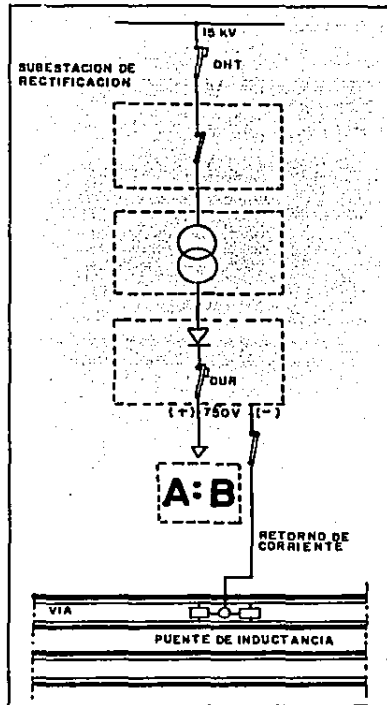 15 KV
DHT
SUBESTACION DE
RECTIFICACION
DUR
(+) 750V (-)
A:B
RETORNO DE
CORRIENTE
VIA
PUENTE DE INDUCTANCIA